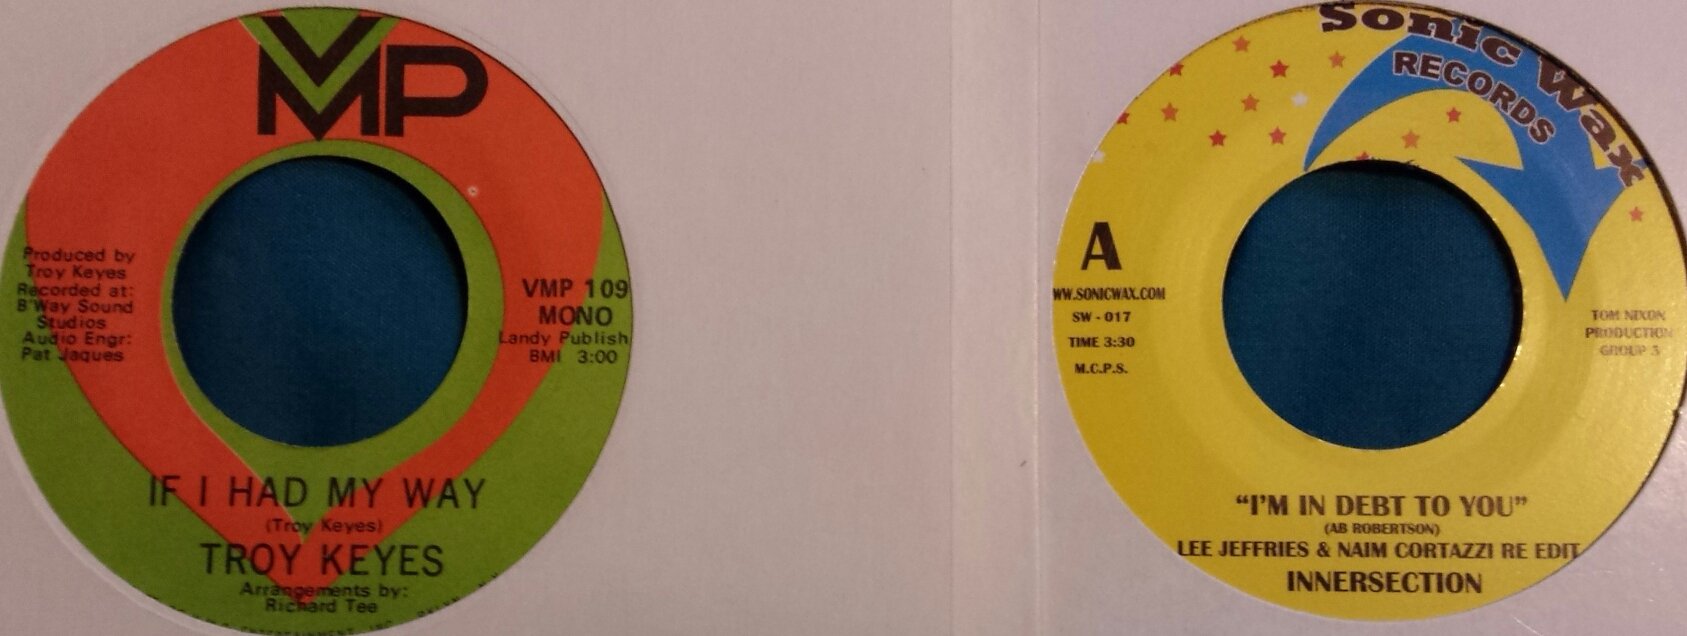 VMP
Produced by
Troy Keyes
Recorded at:
B'Way Sound
Studios
Audio Engr:
Pat Jaques
VMP 109
MONO
Landy Publish
BMI 3:00
IF I HAD MY WAY
(Troy Keyes)
TROY KEYES
Arrangements by:
Richard Tee
ENTERTAINMENT, INC.
Sonic Wax
RECORDS
A
WW.SONICWAX.COM
SW - 017
TIME 3:30
M.C.P.S.
TOM NIXON
PRODUCTION
GROUP 3
“I'M IN DEBT TO YOU”
(AB ROBERTSON)
LEE JEFFRIES & NAIM CORTAZZI RE EDIT
INNERSECTION